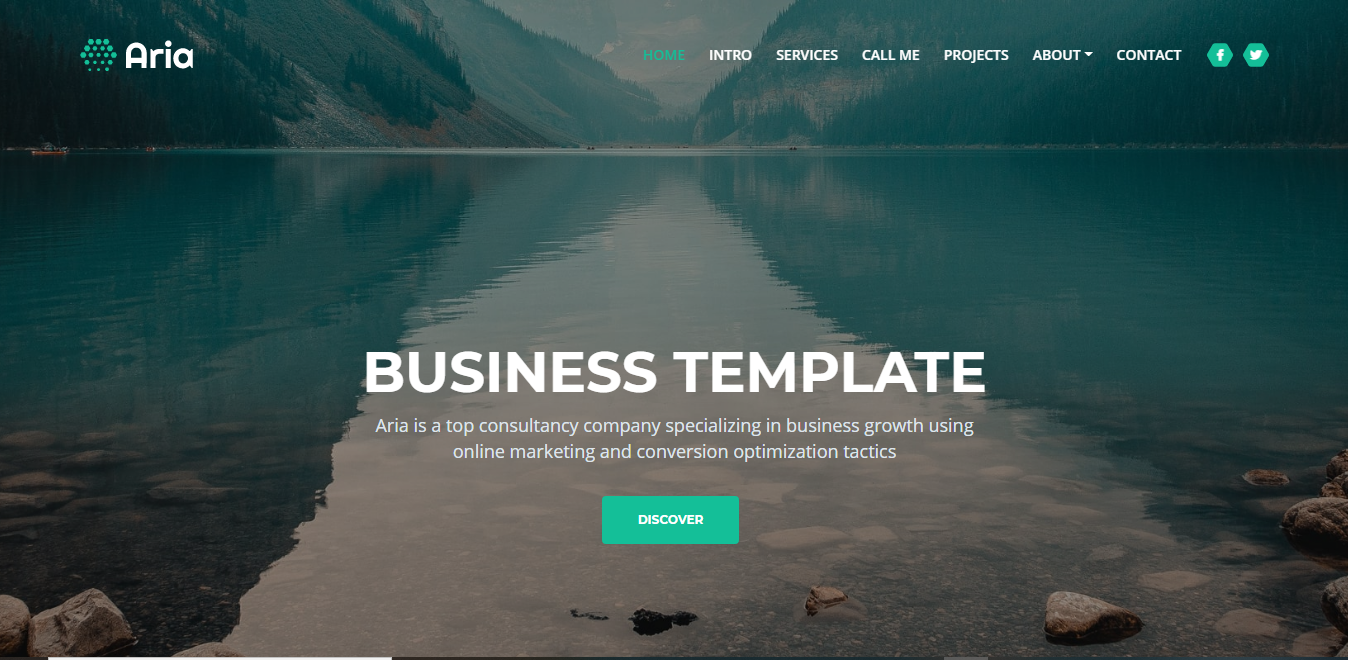 Aria
HOME INTRO SERVICES CALL ME PROJECTS ABOUT CONTACT
BUSINESS TEMPLATE
Aria is a top consultancy company specializing in business growth using
online marketing and conversion optimization tactics
DISCOVER